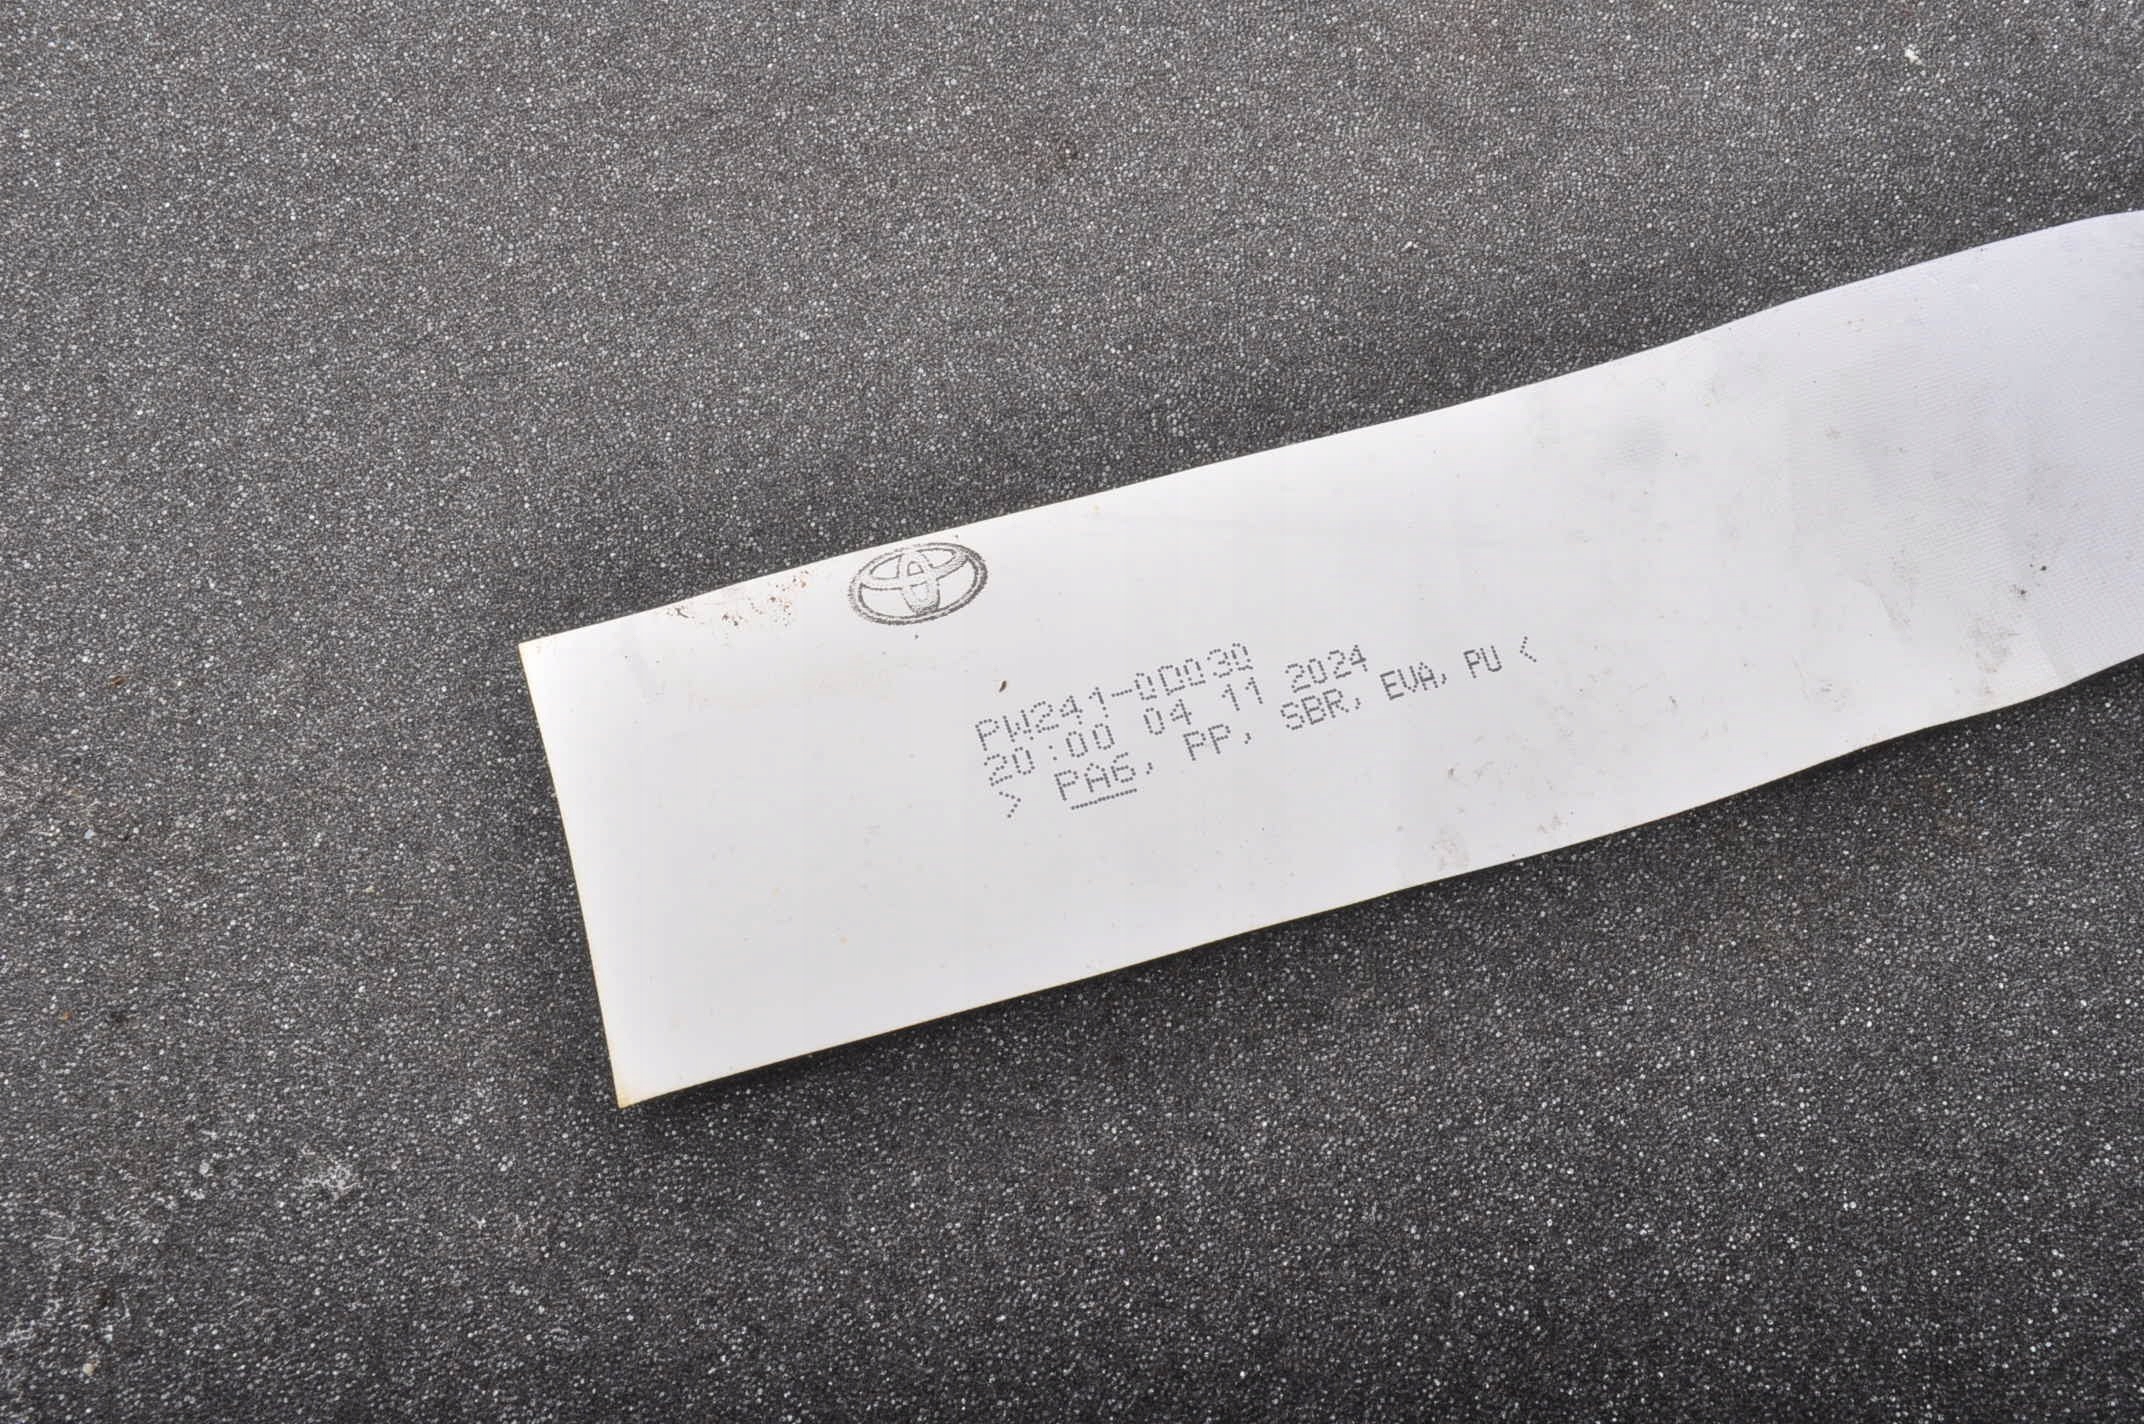 PW241-0D030
20:00 04 11 2024
> PA6, PP, SBR, EVA, PU <